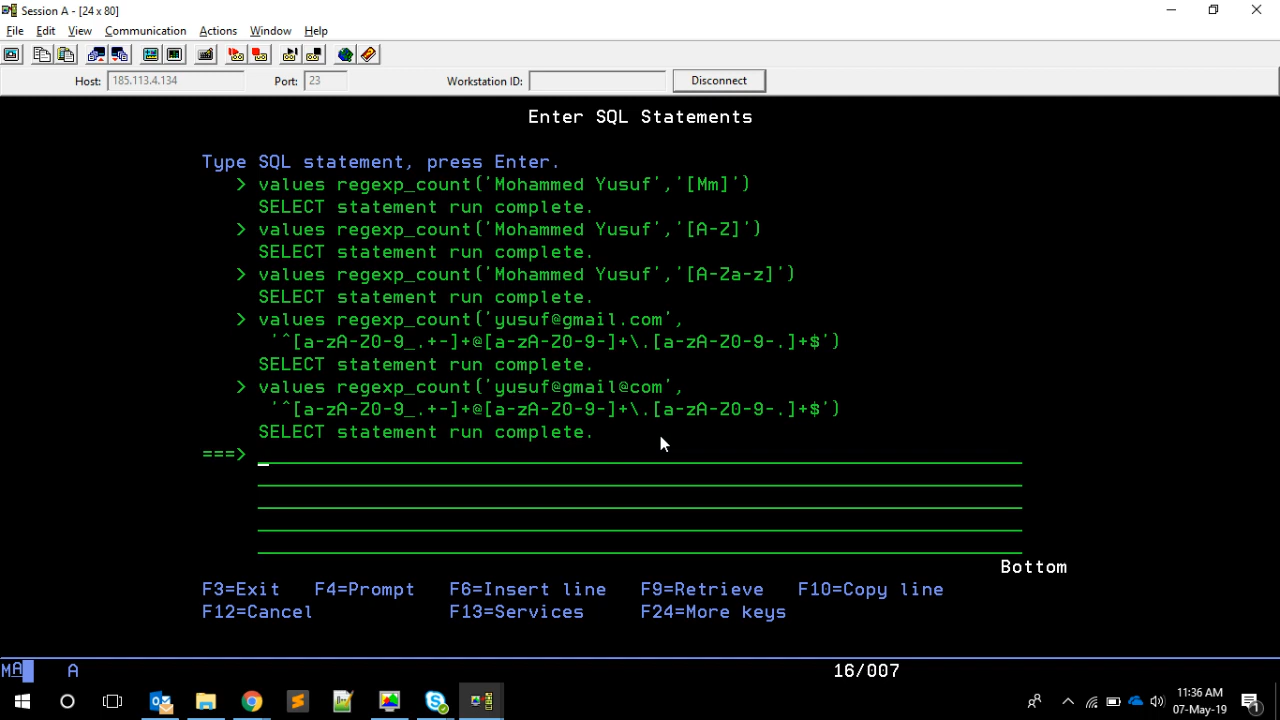 Session A - [24 x 80]
File Edit View Communication Actions Window Help
Host: 185.113.4.134 Port: 23 Workstation ID: Disconnect
Enter SQL Statements
Type SQL statement, press Enter.
> values regexp_count('Mohammed Yusuf','[Mm]')
SELECT statement run complete.
> values regexp_count('Mohammed Yusuf','[A-Z]')
SELECT statement run complete.
> values regexp_count('Mohammed Yusuf','[A-Za-z]')
SELECT statement run complete.
> values regexp_count('yusuf@gmail.com',
'^[a-zA-Z0-9_.+-]+@[a-zA-Z0-9-]+\.[a-zA-Z0-9-.]+$')
SELECT statement run complete.
> values regexp_count('yusuf@gmail@com',
'^[a-zA-Z0-9_.+-]+@[a-zA-Z0-9-]+\.[a-zA-Z0-9-.]+$')
SELECT statement run complete.
===>
Bottom
F3=Exit F4=Prompt F6=Insert line F9=Retrieve F10=Copy line
F12=Cancel F13=Services F24=More keys
MA A 16/007
11:36 AM
07-May-19
1